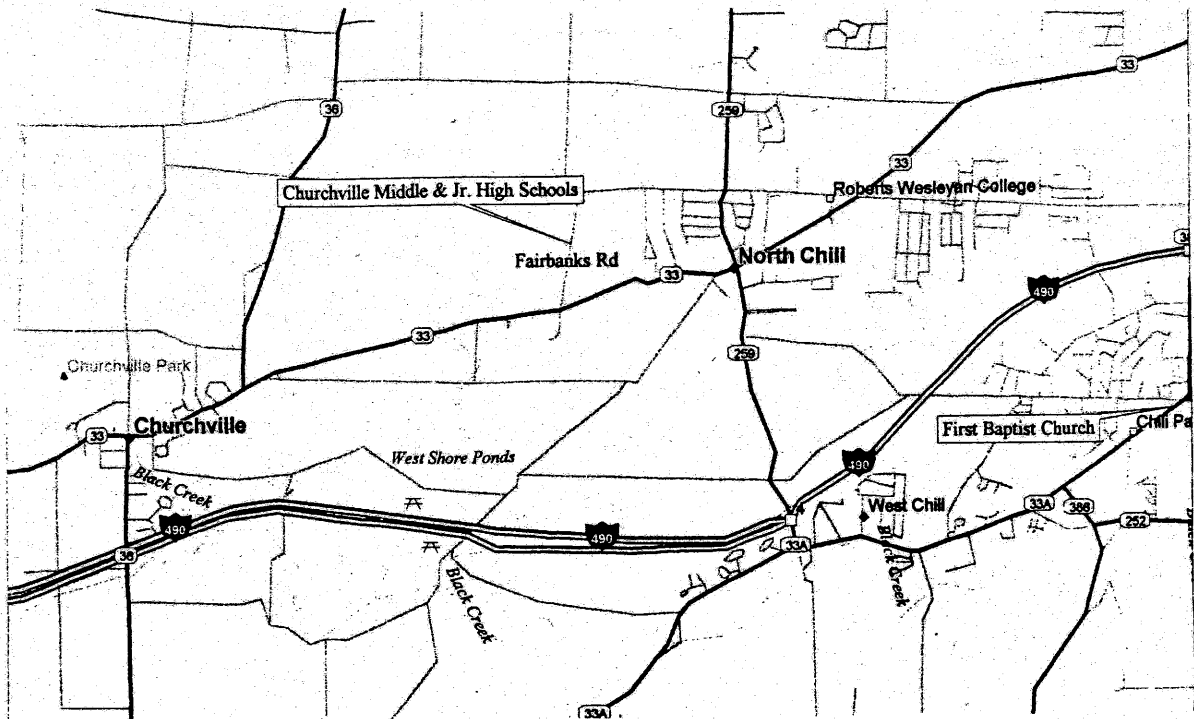 33
36
259
33
Churchville Middle & Jr. High Schools
Roberts Wesleyan College
Fairbanks Rd
North Chili
33
490
33
259
Churchville Park
33
Churchville
First Baptist Church
Chili Pa
West Shore Ponds
490
Black Creek
West Chili
33A
386
252
490
490
36
33A
Black Creek
Black Creek
33A